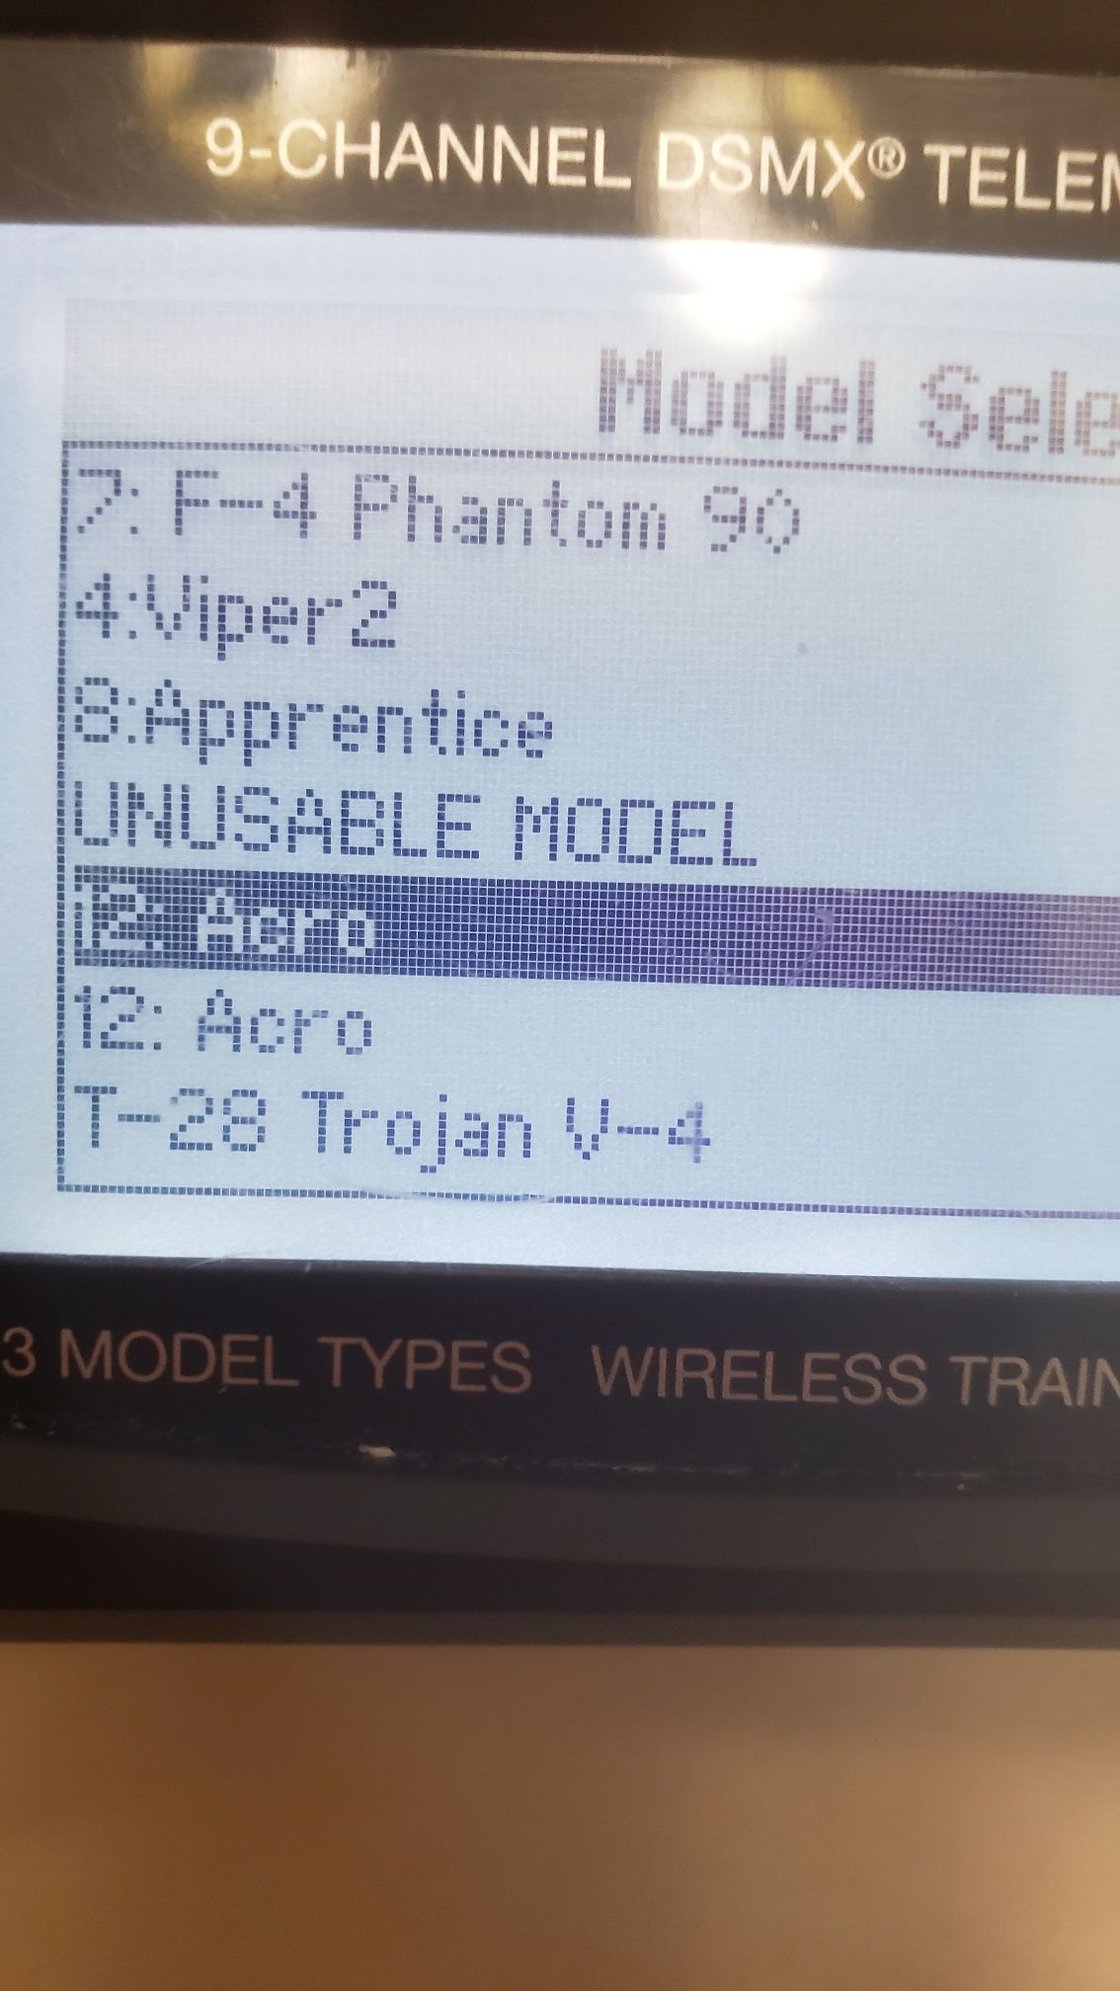 9-CHANNEL DSMX® TELEM
Model Sele
7: F-4 Phantom 90
4:Viper2
8:Apprentice
UNUSABLE MODEL
12: Acro
12: Acro
T-28 Trojan V-4
3 MODEL TYPES WIRELESS TRAIN